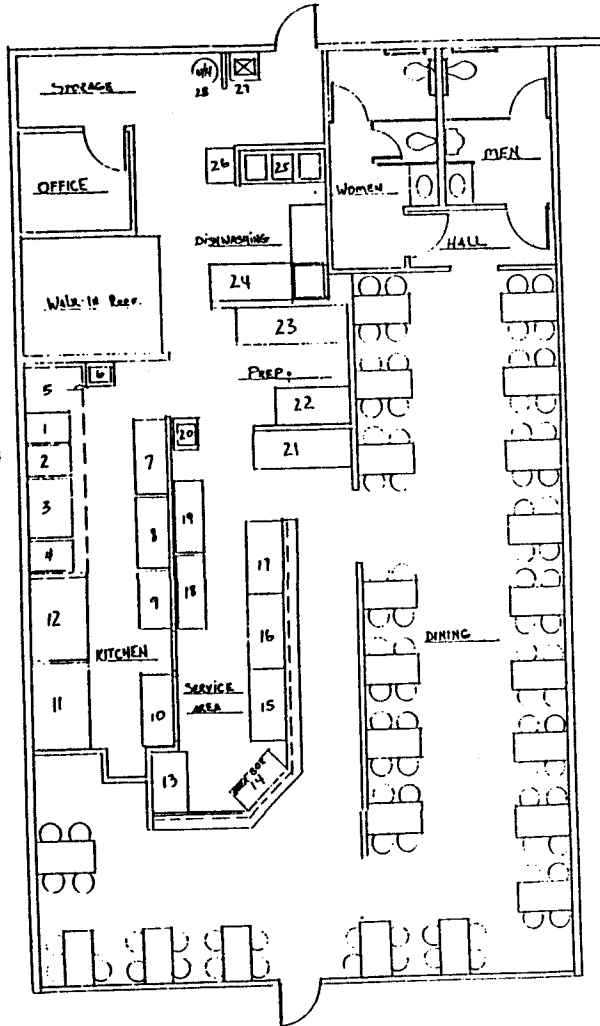 STORAGE
WH
28
27
OFFICE
26
25
WOMEN
MEN
HALL
DISHWASHING
24
WALK-IN REEF.
23
PREP.
22
21
5
6
1
2
3
4
7
20
8
19
9
18
17
16
15
12
11
KITCHEN
10
SERVICE
AREA
13
14
DINING